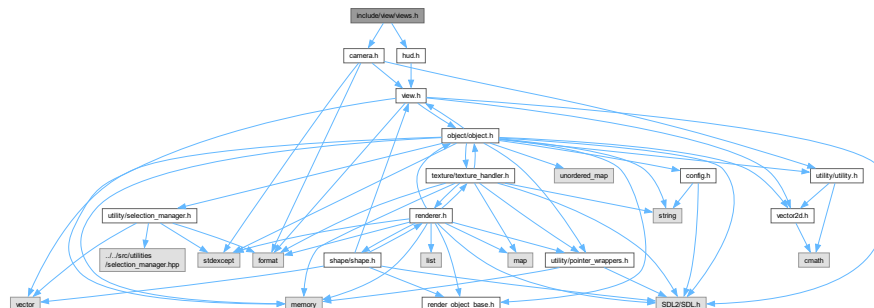 include/view/views.h
camera.h
hud.h
view.h
object/object.h
texture/texture_handler.h
unordered_map
config.h
utility/utility.h
utility/selection_manager.h
renderer.h
string
vector2d.h
../../src/utilities
/selection_manager.hpp
stdexcept
format
shape/shape.h
list
map
utility/pointer_wrappers.h
cmath
vector
memory
render_object_base.h
SDL2/SDL.h